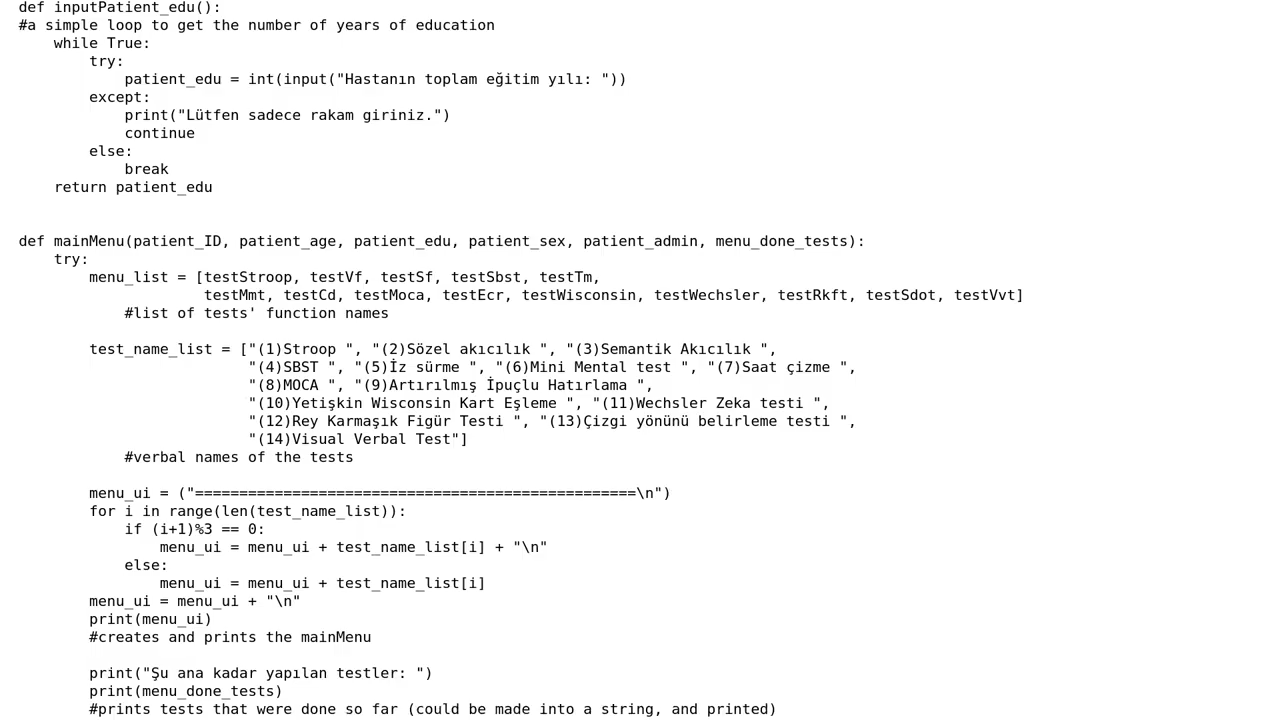 def inputPatient_edu():
#a simple loop to get the number of years of education
    while True:
        try:
            patient_edu = int(input("Hastanın toplam eğitim yılı: "))
        except:
            print("Lütfen sadece rakam giriniz.")
            continue
        else:
            break
    return patient_edu


def mainMenu(patient_ID, patient_age, patient_edu, patient_sex, patient_admin, menu_done_tests):
    try:
        menu_list = [testStroop, testVf, testSf, testSbst, testTm,
                     testMmt, testCd, testMoca, testEcr, testWisconsin, testWechsler, testRkft, testSdot, testVvt]
            #list of tests' function names

        test_name_list = ["(1)Stroop ", "(2)Sözel akıcılık ", "(3)Semantik Akıcılık ",
                          "(4)SBST ", "(5)İz sürme ", "(6)Mini Mental test ", "(7)Saat çizme ",
                          "(8)MOCA ", "(9)Artırılmış İpuçlu Hatırlama ",
                          "(10)Yetişkin Wisconsin Kart Eşleme ", "(11)Wechsler Zeka testi ",
                          "(12)Rey Karmaşık Figür Testi ", "(13)Çizgi yönünü belirleme testi ",
                          "(14)Visual Verbal Test"]
            #verbal names of the tests

        menu_ui = ("==================================================\n")
        for i in range(len(test_name_list)):
            if (i+1)%3 == 0:
                menu_ui = menu_ui + test_name_list[i] + "\n"
            else:
                menu_ui = menu_ui + test_name_list[i]
        menu_ui = menu_ui + "\n"
        print(menu_ui)
        #creates and prints the mainMenu

        print("Şu ana kadar yapılan testler: ")
        print(menu_done_tests)
        #prints tests that were done so far (could be made into a string, and printed)